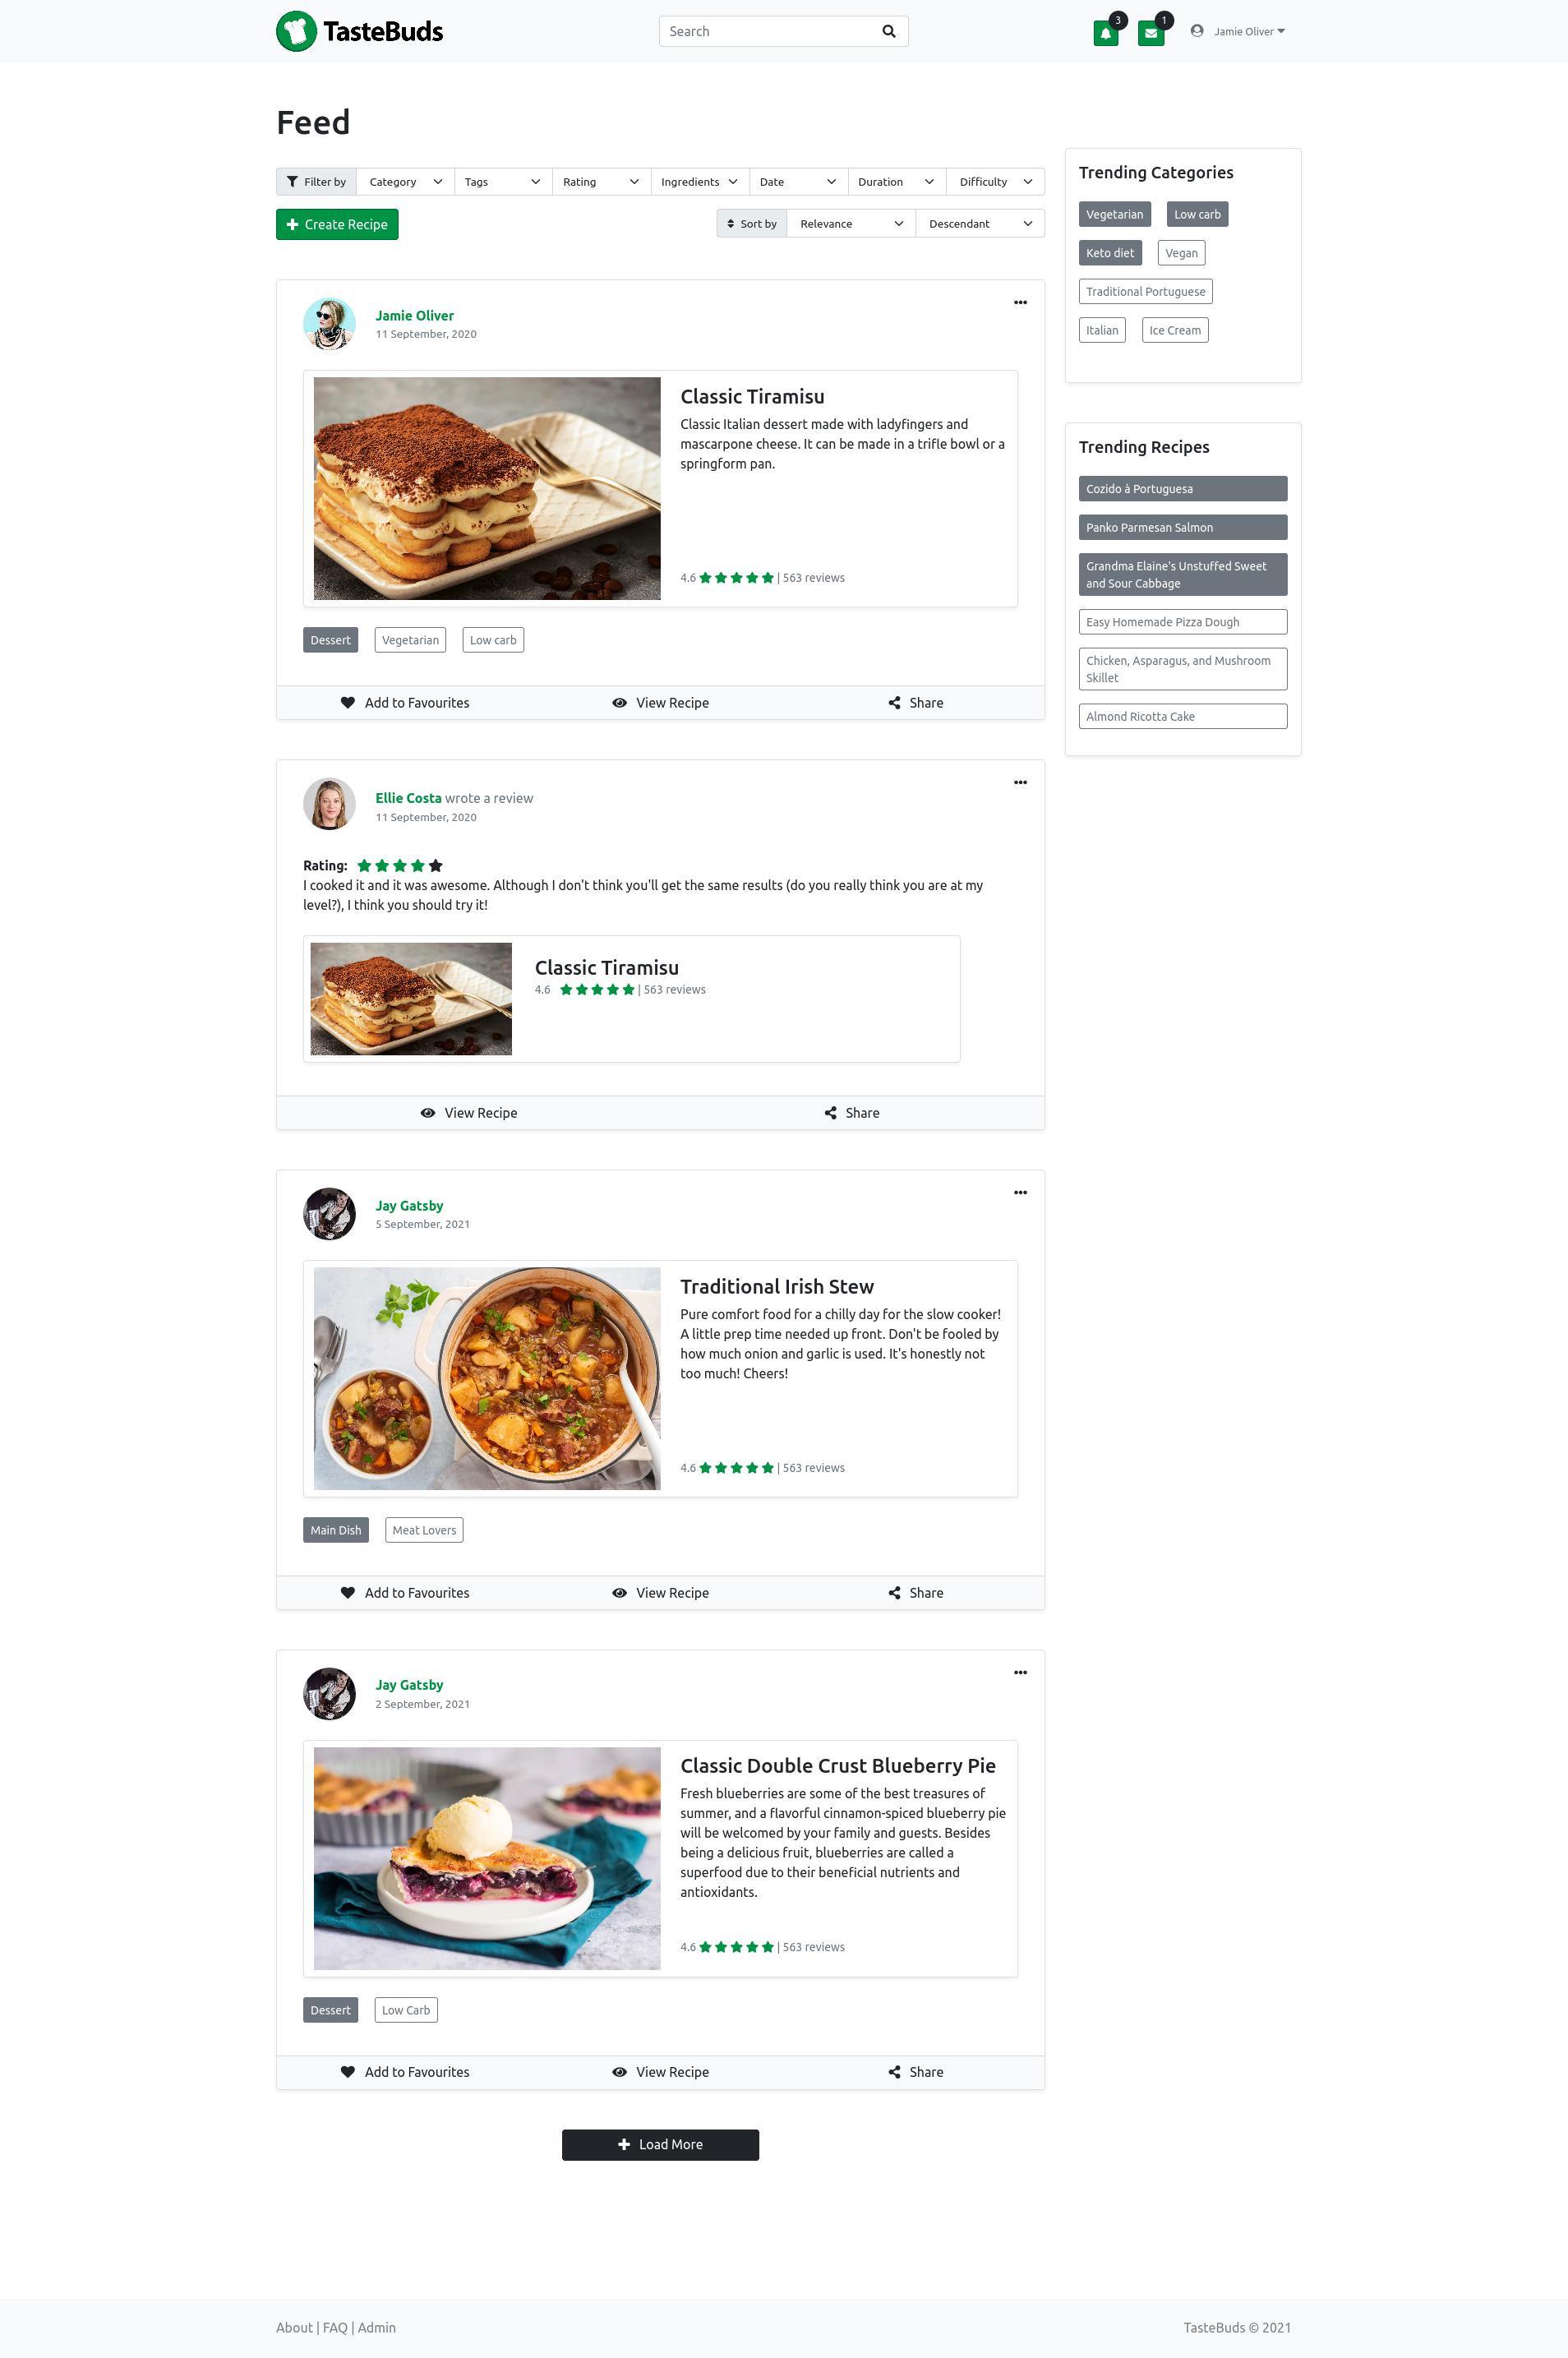 TasteBuds
Search
3
1
Jamie Oliver
Feed
Filter by Category Tags Rating Ingredients Date Duration Difficulty
Create Recipe
Sort by Relevance Descendant
Jamie Oliver
11 September, 2020
Classic Tiramisu
Classic Italian dessert made with ladyfingers and
mascarpone cheese. It can be made in a trifle bowl or a
springform pan.
4.6 | 563 reviews
Dessert Vegetarian Low carb
Add to Favourites View Recipe Share
Ellie Costa wrote a review
11 September, 2020
Rating:
I cooked it and it was awesome. Although I don't think you'll get the same results (do you really think you are at my
level?), I think you should try it!
Classic Tiramisu
4.6 | 563 reviews
View Recipe Share
Jay Gatsby
5 September, 2021
Traditional Irish Stew
Pure comfort food for a chilly day for the slow cooker!
A little prep time needed up front. Don't be fooled by
how much onion and garlic is used. It's honestly not
too much! Cheers!
4.6 | 563 reviews
Main Dish Meat Lovers
Add to Favourites View Recipe Share
Jay Gatsby
2 September, 2021
Classic Double Crust Blueberry Pie
Fresh blueberries are some of the best treasures of
summer, and a flavorful cinnamon-spiced blueberry pie
will be welcomed by your family and guests. Besides
being a delicious fruit, blueberries are called a
superfood due to their beneficial nutrients and
antioxidants.
4.6 | 563 reviews
Dessert Low Carb
Add to Favourites View Recipe Share
Load More
Trending Categories
Vegetarian Low carb
Keto diet Vegan
Traditional Portuguese
Italian Ice Cream
Trending Recipes
Cozido à Portuguesa
Panko Parmesan Salmon
Grandma Elaine's Unstuffed Sweet
and Sour Cabbage
Easy Homemade Pizza Dough
Chicken, Asparagus, and Mushroom
Skillet
Almond Ricotta Cake
About | FAQ | Admin
TasteBuds © 2021